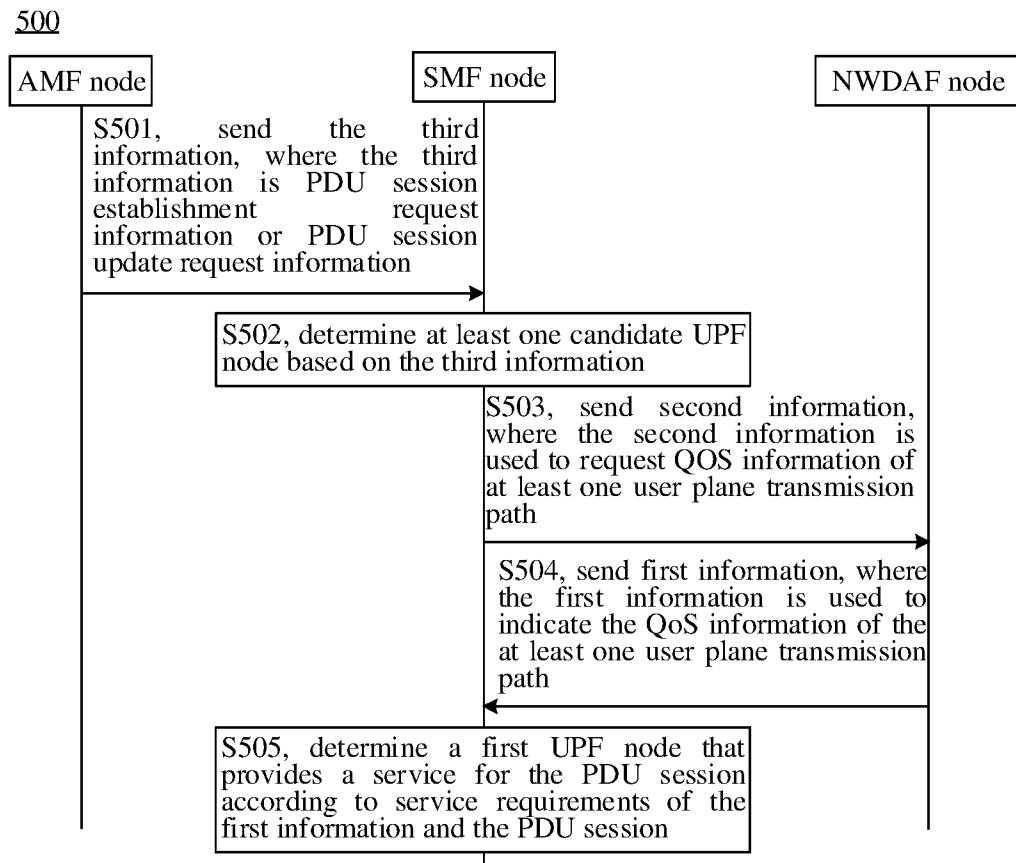 500
AMF node
SMF node
NWDAF node
S501, send the third
information, where the third
information is PDU session
establishment request
information or PDU session
update request information
S502, determine at least one candidate UPF
node based on the third information
S503, send second information,
where the second information is
used to request QOS information of
at least one user plane transmission
path
S504, send first information, where
the first information is used to
indicate the QoS information of the
at least one user plane transmission
path
S505, determine a first UPF node that
provides a service for the PDU session
according to service requirements of the
first information and the PDU session